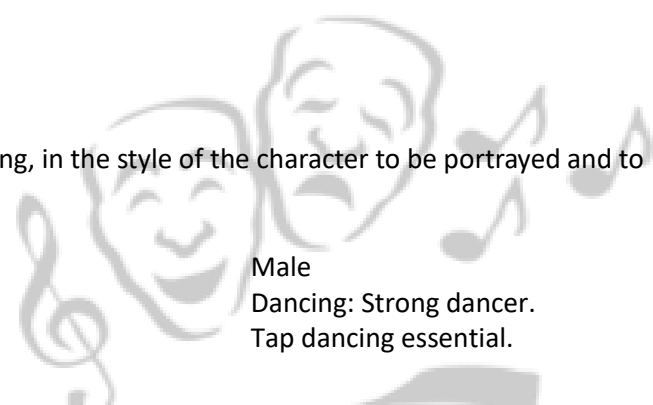 ng, in the style of the character to be portrayed and to
Male
Dancing: Strong dancer.
Tap dancing essential.